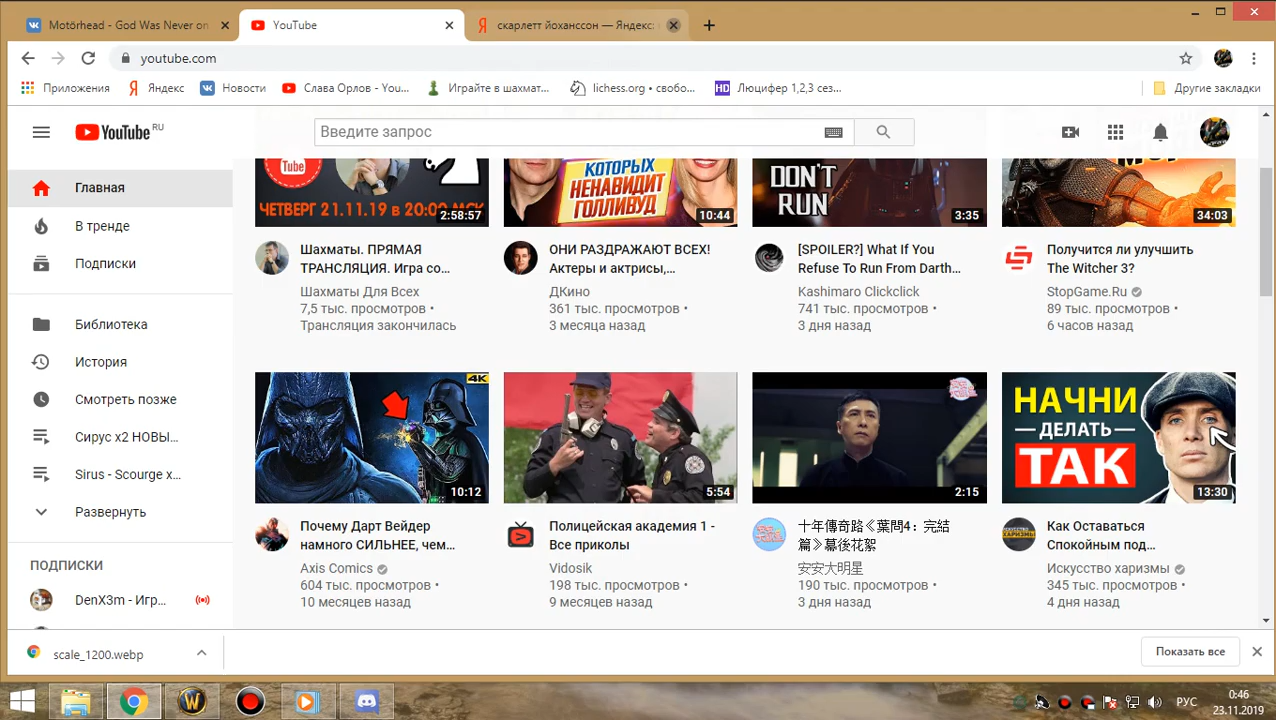 Motörhead - God Was Never on
YouTube
скарлетт йоханссон — Яндекс:
youtube.com
Приложения
Яндекс
Новости
Слава Орлов - You...
Играйте в шахмат...
lichess.org • свобо...
HD Люцифер 1,2,3 сез...
Другие закладки
YouTube RU
Введите запрос
Главная
В тренде
Подписки
Библиотека
История
Смотреть позже
Сирус х2 НОВЫ...
Sirus - Scourge x...
Развернуть
ПОДПИСКИ
DenX3m - Игр...
Tube
ЧЕТВЕРГ 21.11.19 в 20:00 МСК
2:58:57
Шахматы. ПРЯМАЯ
ТРАНСЛЯЦИЯ. Игра со...
Шахматы Для Всех
7,5 тыс. просмотров •
Трансляция закончилась
КОТОРЫХ
НЕНАВИДИТ
ГОЛЛИВУД
10:44
ОНИ РАЗДРАЖАЮТ ВСЕХ!
Актеры и актрисы,...
ДКино
361 тыс. просмотров •
3 месяца назад
DON'T
RUN
3:35
[SPOILER?] What If You
Refuse To Run From Darth...
Kashimaro Clickclick
741 тыс. просмотров •
3 дня назад
34:03
Получится ли улучшить
The Witcher 3?
StopGame.Ru
89 тыс. просмотров •
6 часов назад
4K
10:12
Почему Дарт Вейдер
намного СИЛЬНЕЕ, чем...
Axis Comics
604 тыс. просмотров •
10 месяцев назад
5:54
Полицейская академия 1 -
Все приколы
Vidosik
198 тыс. просмотров •
9 месяцев назад
2:15
十年傳奇路《葉問4：完結
篇》幕後花絮
安安大明星
190 тыс. просмотров •
3 дня назад
НАЧНИ
ДЕЛАТЬ
ТАК
13:30
Как Оставаться
Спокойным под...
Искусство харизмы
345 тыс. просмотров •
4 дня назад
scale_1200.webp
Показать все
РУС
0:46
23.11.2019